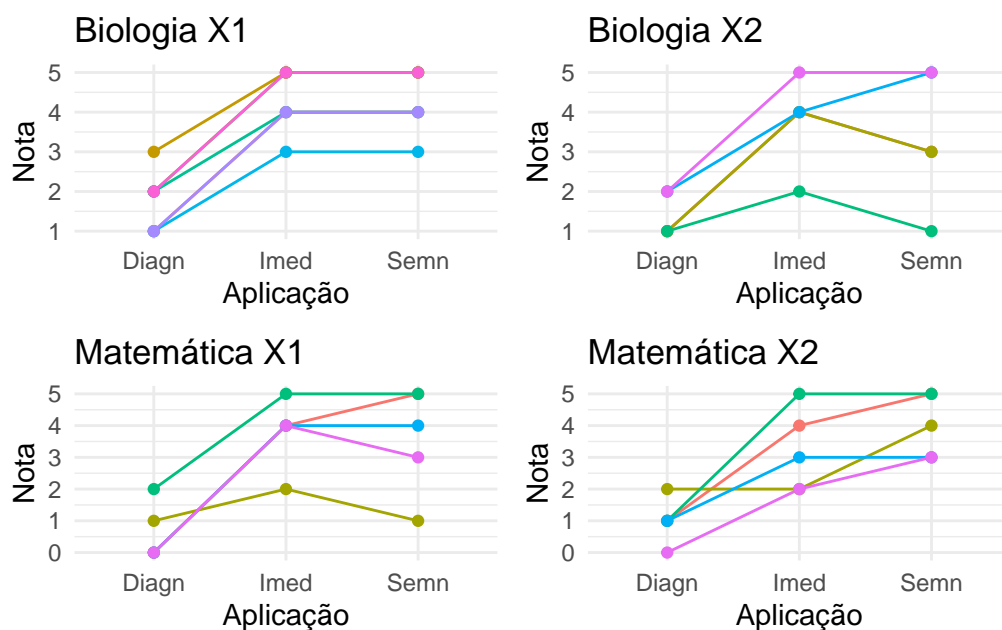 Biologia X1
5
4
3
2
1
Nota
Diagn Imed Semn
Aplicação
Biologia X2
5
4
3
2
1
Nota
Diagn Imed Semn
Aplicação
Matemática X1
5
4
3
2
1
0
Nota
Diagn Imed Semn
Aplicação
Matemática X2
5
4
3
2
1
0
Nota
Diagn Imed Semn
Aplicação